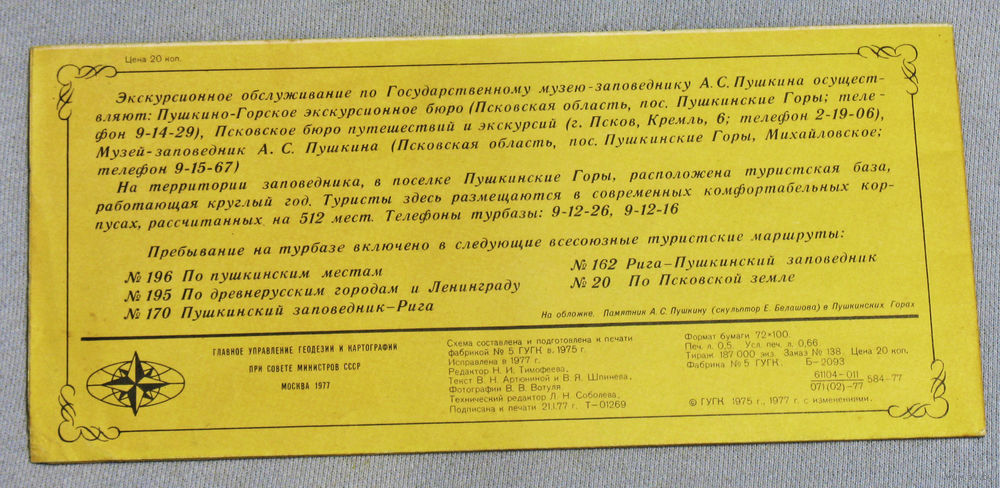 Цена 20 коп.
Экскурсионное обслуживание по Государственному музею-заповеднику А. С. Пушкина осущест-
вляют: Пушкино-Горское экскурсионное бюро (Псковская область, пос. Пушкинские Горы; теле-
фон 9-14-29), Псковское бюро путешествий и экскурсий (г. Псков, Кремль, 6; телефон 2-19-06),
Музей-заповедник А. С. Пушкина (Псковская область, пос. Пушкинские Горы, Михайловское;
телефон 9-15-67)
На территории заповедника, в поселке Пушкинские Горы, расположена туристская база,
работающая круглый год. Туристы здесь размещаются в современных комфортабельных кор-
пусах, рассчитанных на 512 мест. Телефоны турбазы: 9-12-26, 9-12-16
Пребывание на турбазе включено в следующие всесоюзные туристские маршруты:
№ 196 По пушкинским местам
№ 195 По древнерусским городам и Ленинграду
№ 170 Пушкинский заповедник–Рига
№ 162 Рига–Пушкинский заповедник
№ 20 По Псковской земле
На обложке. Памятник А. С. Пушкину (скульптор Е. Белашова) в Пушкинских Горах
ГЛАВНОЕ УПРАВЛЕНИЕ ГЕОДЕЗИИ И КАРТОГРАФИИ
ПРИ СОВЕТЕ МИНИСТРОВ СССР
МОСКВА 1977
Схема составлена и подготовлена к печати
фабрикой № 5 ГУГК в 1975 г.
Исправлена в 1977 г.
Редактор Н. И. Тимофеева.
Текст В. Н. Артюниной и В. Я. Шпинева.
Фотографии В. В. Вотуля.
Технический редактор Л. Н. Соболева.
Подписана к печати 21.I.77 г. Т-01269
Формат бумаги 72×100.
Печ. л. 0,5. Усл. печ. л. 0,66.
Тираж 187 000 экз. Заказ № 138. Цена 20 коп.
Фабрика № 5 ГУГК. Б-2093
61104-011
071(02)-77 584-77
© ГУГК 1975 г., 1977 г. с изменениями.